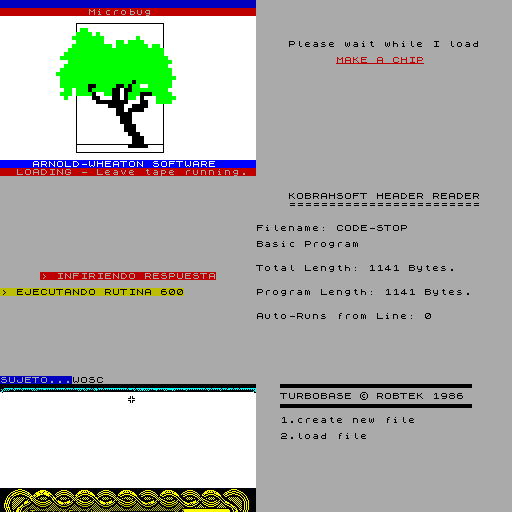 Microbug
ARNOLD-WHEATON SOFTWARE
LOADING - Leave tape running.
Please wait while I load
MAKE A CHIP
> INFIRIENDO RESPUESTA
> EJECUTANDO RUTINA 600
SUJETO...WOSC
KOBRAHSOFT HEADER READER
========================
Filename: CODE-STOP
Basic Program
Total Length: 1141 Bytes.
Program Length: 1141 Bytes.
Auto-Runs from Line: 0
TURBOBASE © ROBTEK 1986
1.create new file
2.load file